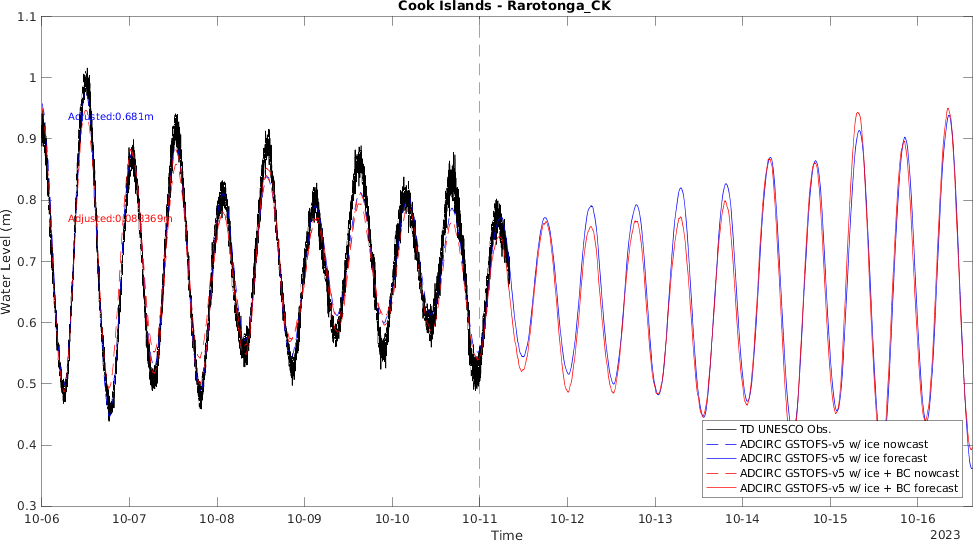 Cook Islands - Rarotonga_CK
Water Level (m)
1.1
1
0.9
0.8
0.7
0.6
0.5
0.4
0.3
Adjusted:0.681m
Adjusted:0.083369m
TD UNESCO Obs.
ADCIRC GSTOFS-v5 w/ ice nowcast
ADCIRC GSTOFS-v5 w/ ice forecast
ADCIRC GSTOFS-v5 w/ ice + BC nowcast
ADCIRC GSTOFS-v5 w/ ice + BC forecast
10-06 10-07 10-08 10-09 10-10 10-11 10-12 10-13 10-14 10-15 10-16
Time
2023